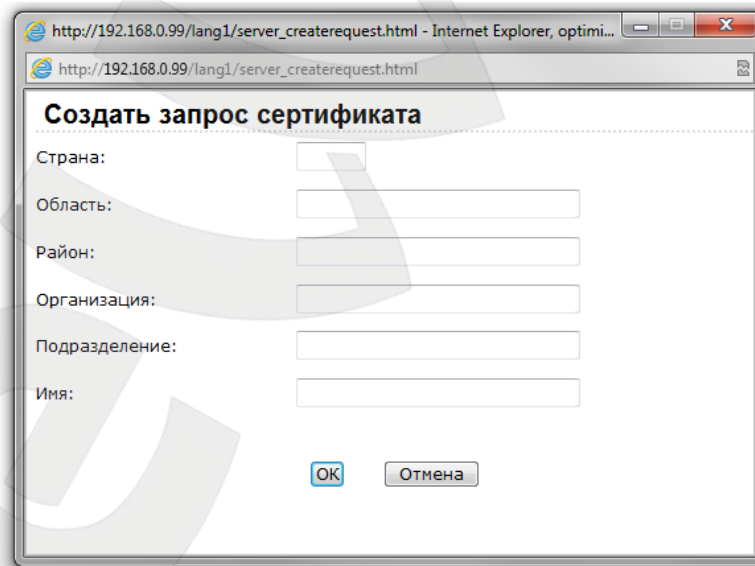 http://192.168.0.99/lang1/server_createrequest.html - Internet Explorer, optimi...
http://192.168.0.99/lang1/server_createrequest.html
Создать запрос сертификата
Страна:
Область:
Район:
Организация:
Подразделение:
Имя:
OK Отмена